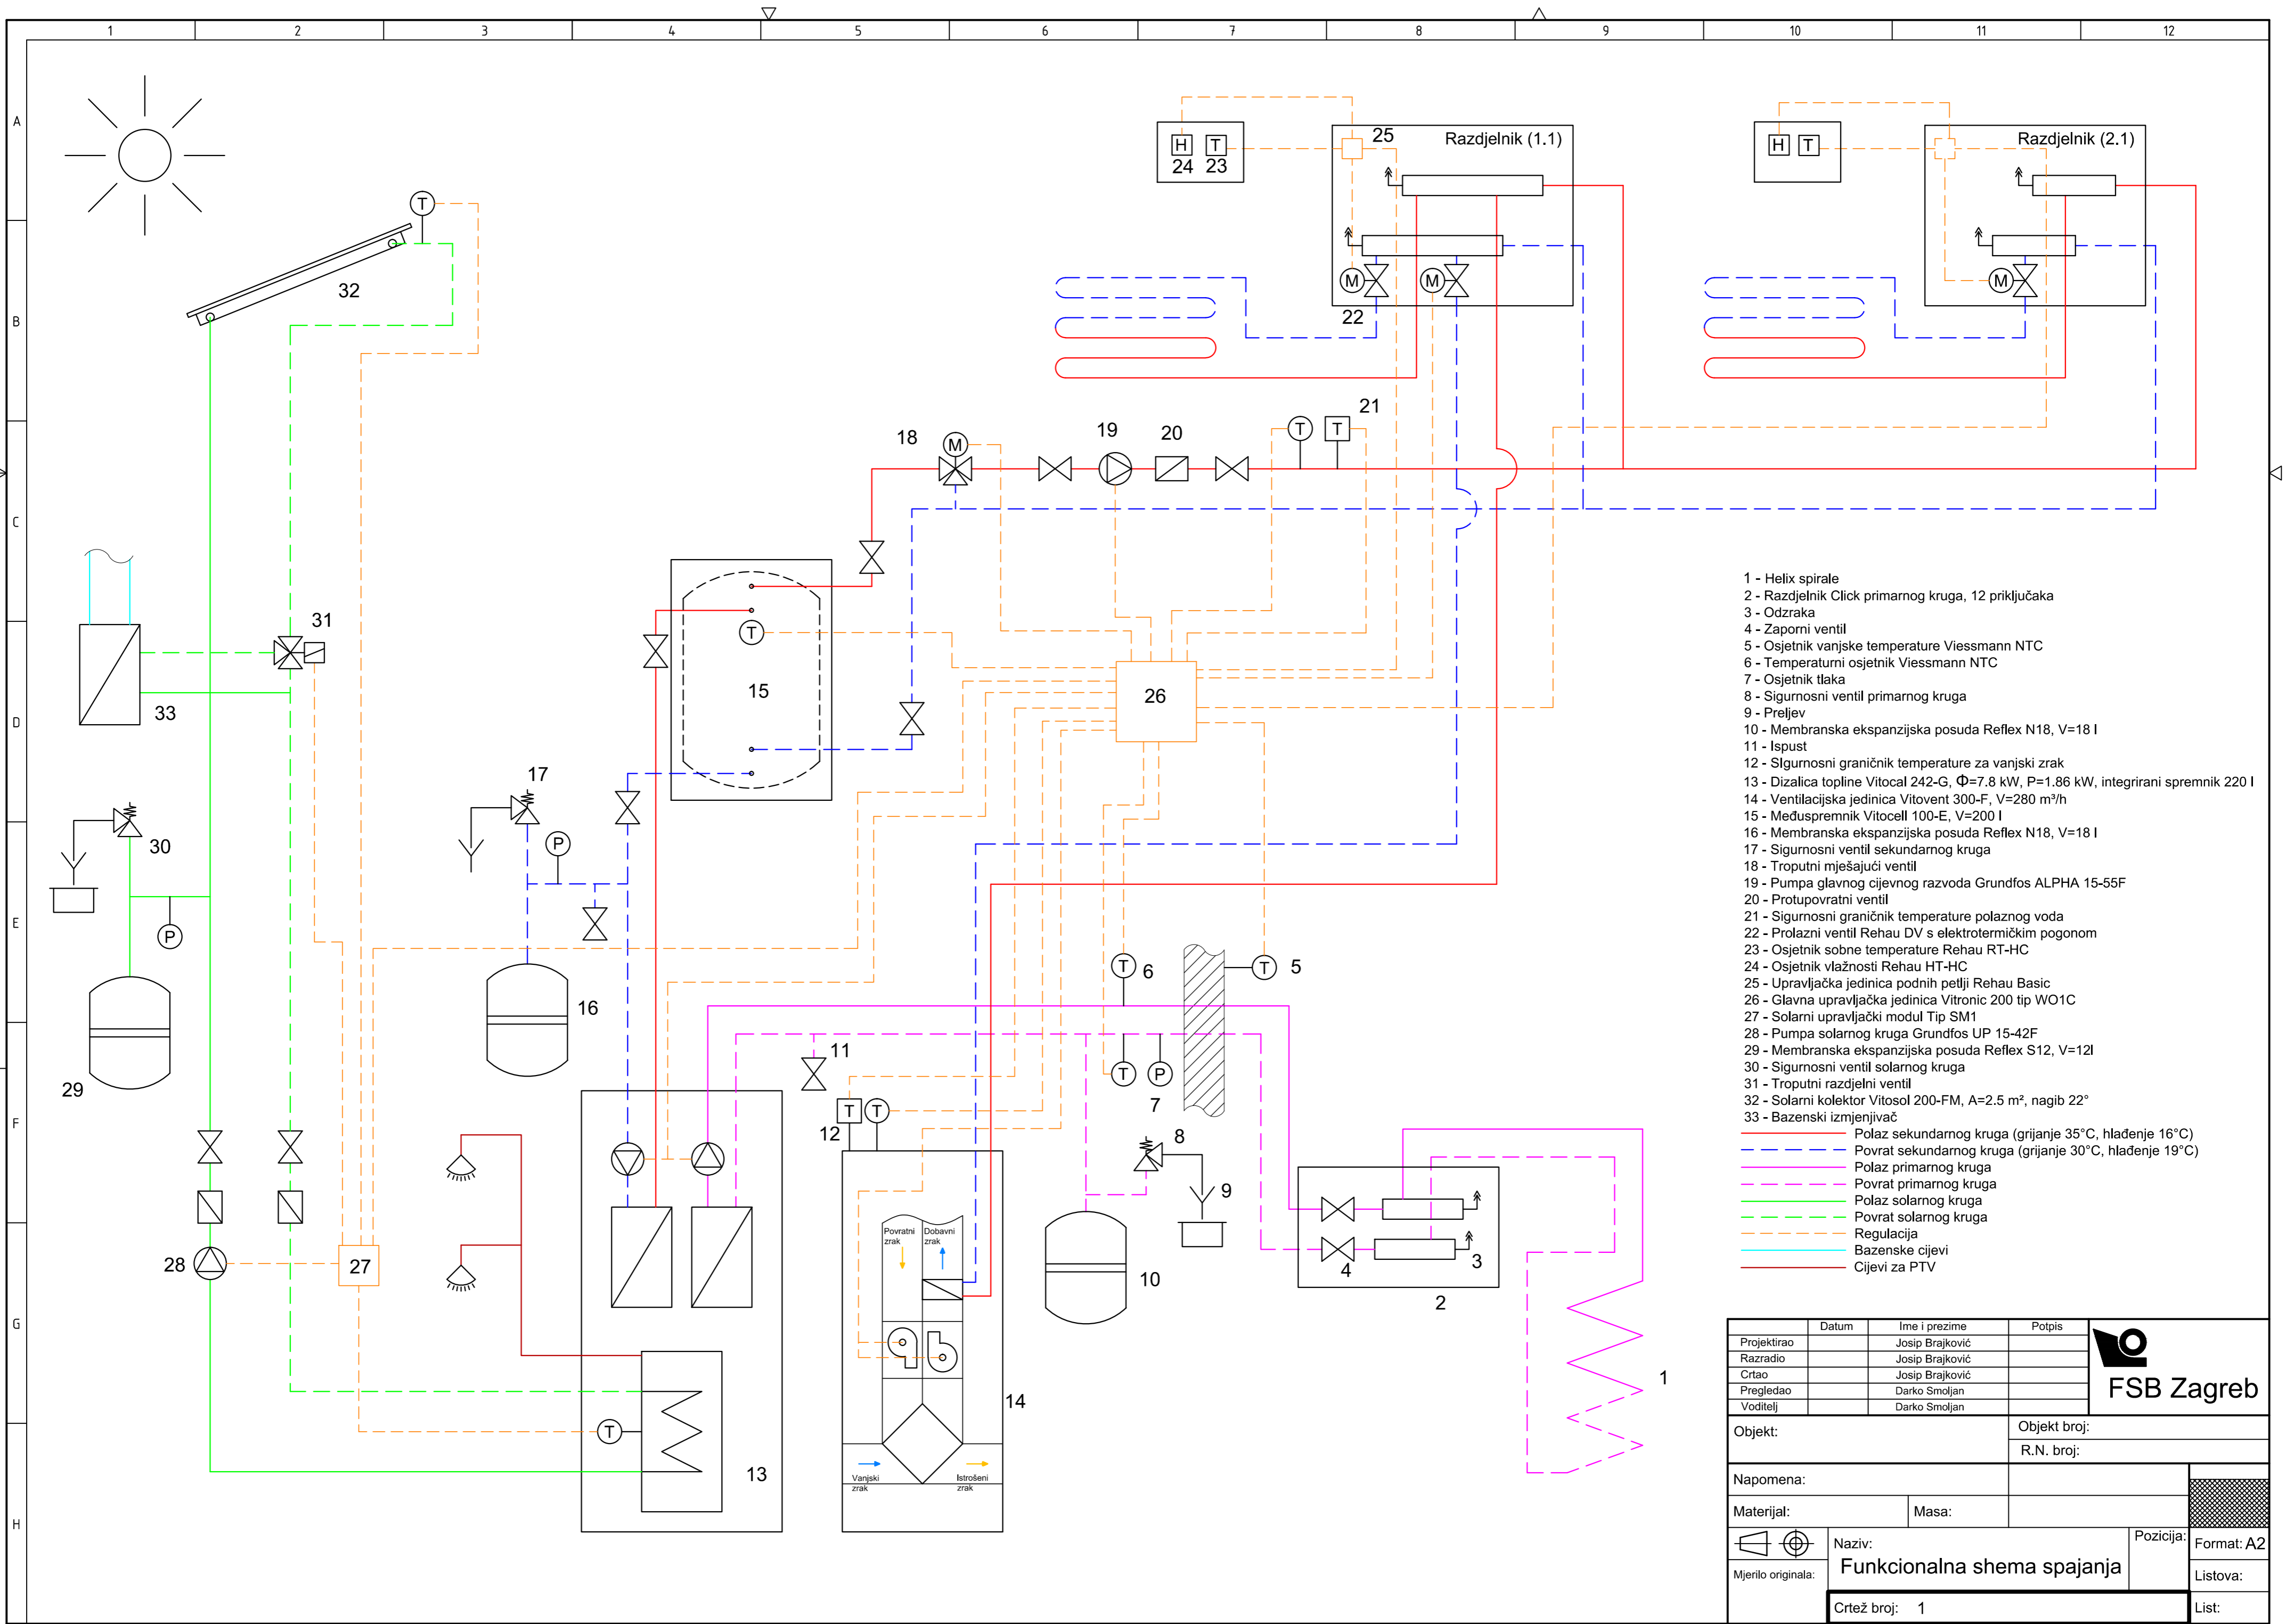 1 2 3 4 5 6 7 8 9 10 11 12
A
B
C
D
E
F
G
H
H T
24 23
25
Razdjelnik (1.1)
H T
Razdjelnik (2.1)
T
32
M
M
22
M
21
18
M
19
20
T
T
31
T
15
33
26
17
30
P
P
T
6
T
5
16
29
11
T
P
7
T
T
12
8
9
28
27
Povratni
zrak
Dobavni
zrak
10
4
3
2
1
14
T
13
Vanjski
zrak
Istrošeni
zrak
1 - Helix spirale
2 - Razdjelnik Click primarnog kruga, 12 priključaka
3 - Odzraka
4 - Zaporni ventil
5 - Osjetnik vanjske temperature Viessmann NTC
6 - Temperaturni osjetnik Viessmann NTC
7 - Osjetnik tlaka
8 - Sigurnosni ventil primarnog kruga
9 - Preljev
10 - Membranska ekspanzijska posuda Reflex N18, V=18 l
11 - Ispust
12 - SIgurnosni graničnik temperature za vanjski zrak
13 - Dizalica topline Vitocal 242-G, Φ=7.8 kW, P=1.86 kW, integrirani spremnik 220 l
14 - Ventilacijska jedinica Vitovent 300-F, V=280 m³/h
15 - Međuspremnik Vitocell 100-E, V=200 l
16 - Membranska ekspanzijska posuda Reflex N18, V=18 l
17 - Sigurnosni ventil sekundarnog kruga
18 - Troputni mješajući ventil
19 - Pumpa glavnog cijevnog razvoda Grundfos ALPHA 15-55F
20 - Protupovratni ventil
21 - Sigurnosni graničnik temperature polaznog voda
22 - Prolazni ventil Rehau DV s elektrotermičkim pogonom
23 - Osjetnik sobne temperature Rehau RT-HC
24 - Osjetnik vlažnosti Rehau HT-HC
25 - Upravljačka jedinica podnih petlji Rehau Basic
26 - Glavna upravljačka jedinica Vitronic 200 tip WO1C
27 - Solarni upravljački modul Tip SM1
28 - Pumpa solarnog kruga Grundfos UP 15-42F
29 - Membranska ekspanzijska posuda Reflex S12, V=12l
30 - Sigurnosni ventil solarnog kruga
31 - Troputni razdjelni ventil
32 - Solarni kolektor Vitosol 200-FM, A=2.5 m², nagib 22°
33 - Bazenski izmjenjivač
Polaz sekundarnog kruga (grijanje 35°C, hlađenje 16°C)
Povrat sekundarnog kruga (grijanje 30°C, hlađenje 19°C)
Polaz primarnog kruga
Povrat primarnog kruga
Polaz solarnog kruga
Povrat solarnog kruga
Regulacija
Bazenske cijevi
Cijevi za PTV
Datum Ime i prezime Potpis
Projektirao Josip Brajković
Razradio Josip Brajković
Crtao Josip Brajković
Pregledao Darko Smoljan
Voditelj Darko Smoljan
FSB Zagreb
Objekt:
Objekt broj:
R.N. broj:
Napomena:
Materijal:
Masa:
Naziv:
Funkcionalna shema spajanja
Pozicija:
Format: A2
Mjerilo originala:
Listova:
Crtež broj: 1
List: